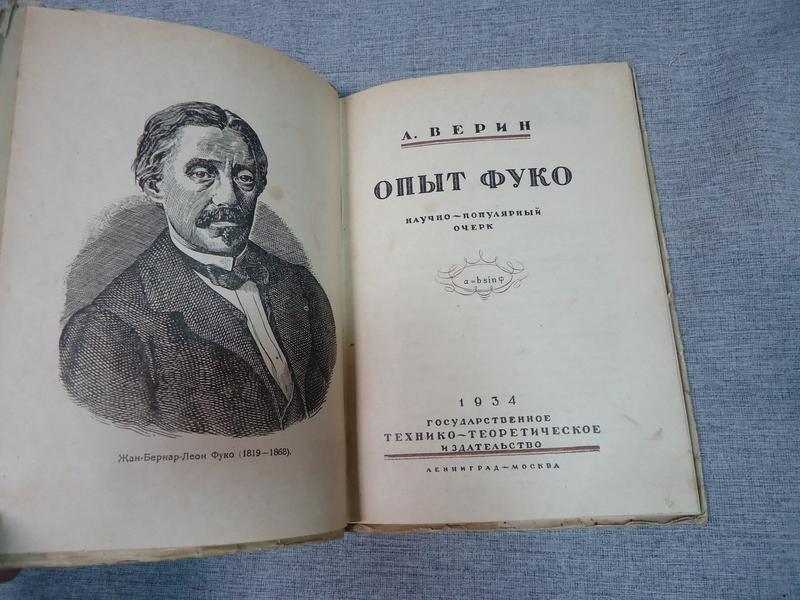 Жан-Бернар-Леон Фуко (1819—1868).
А. ВЕРИН
ОПЫТ ФУКО
НАУЧНО~ПОПУЛЯРНЫЙ
ОЧЕРК
α=bsinφ
1934
ГОСУДАРСТВЕННОЕ
ТЕХНИКО~ТЕОРЕТИЧЕСКОЕ
ИЗДАТЕЛЬСТВО
ЛЕНИНГРАД~МОСКВА